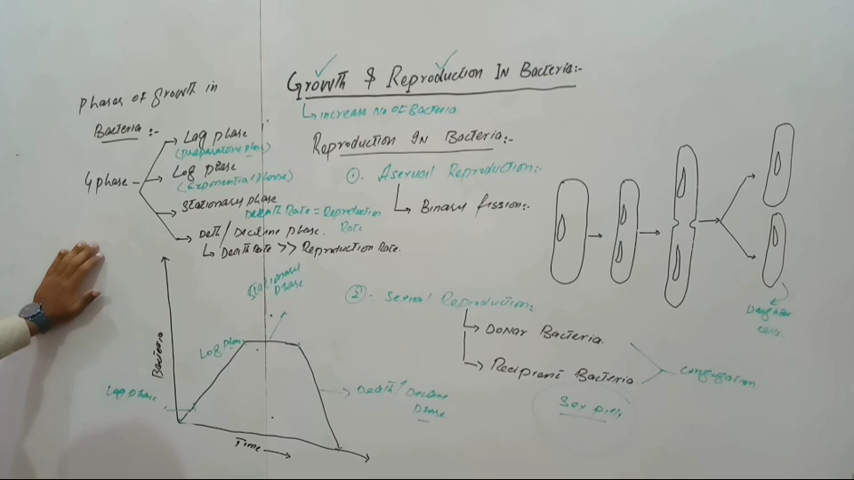 Growth & Reproduction In Bacteria:-
↳ increase No of Bacteria
Phases of Growth in
Bacteria:-
4 phase
Lag phase
(preparatory phase)
Log phase
(Exponential phase)
Stationary phase
Death Rate = Reproduction
Rate
Deth/Decline phase.
↳ Death Rate >> Reproduction Rate.
Reproduction In Bacteria:-
①. Asexual Reproduction:-
Binary fission:-
Daughter
cells.
②. Sexual Reproduction:
Donar Bacteria.
Recipient Bacteria.
conjugation
Sex pili
Bacteria
Lag phase
Log phase
Stationary
phase
Death/Decline
phase
Time